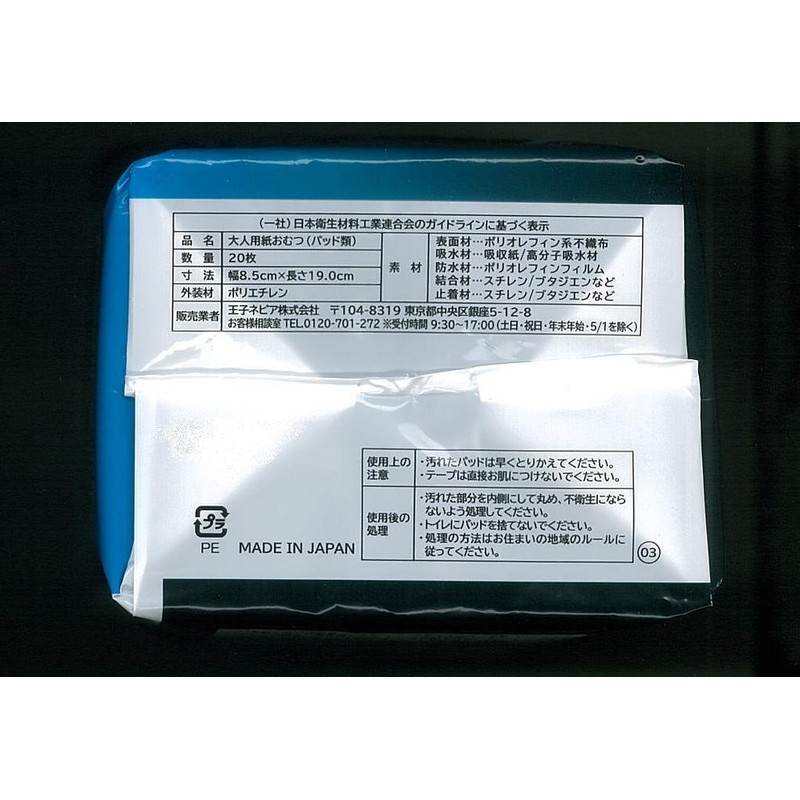 （一社）日本衛生材料工業連合会のガイドラインに基づく表示
品 名 大人用紙おむつ（パッド類）
数 量 20枚
寸 法 幅8.5cm×長さ19.0cm
外装材 ポリエチレン
素 材
表面材…ポリオレフィン系不織布
吸水材…吸収紙/高分子吸水材
防水材…ポリオレフィンフィルム
結合材…スチレン/ブタジエンなど
止着材…スチレン/ブタジエンなど
販売業者 王子ネピア株式会社 〒104-8319 東京都中央区銀座5-12-8
お客様相談室 TEL.0120-701-272 ※受付時間 9:30～17:00（土日・祝日・年末年始・5/1を除く）
使用上の
注意
・汚れたパッドは早くとりかえてください。
・テープは直接お肌につけないでください。
使用後の
処理
・汚れた部分を内側にして丸め、不衛生になら
ないよう処理してください。
・トイレにパッドを捨てないでください。
・処理の方法はお住まいの地域のルールに
従ってください。
プラ
PE MADE IN JAPAN
03